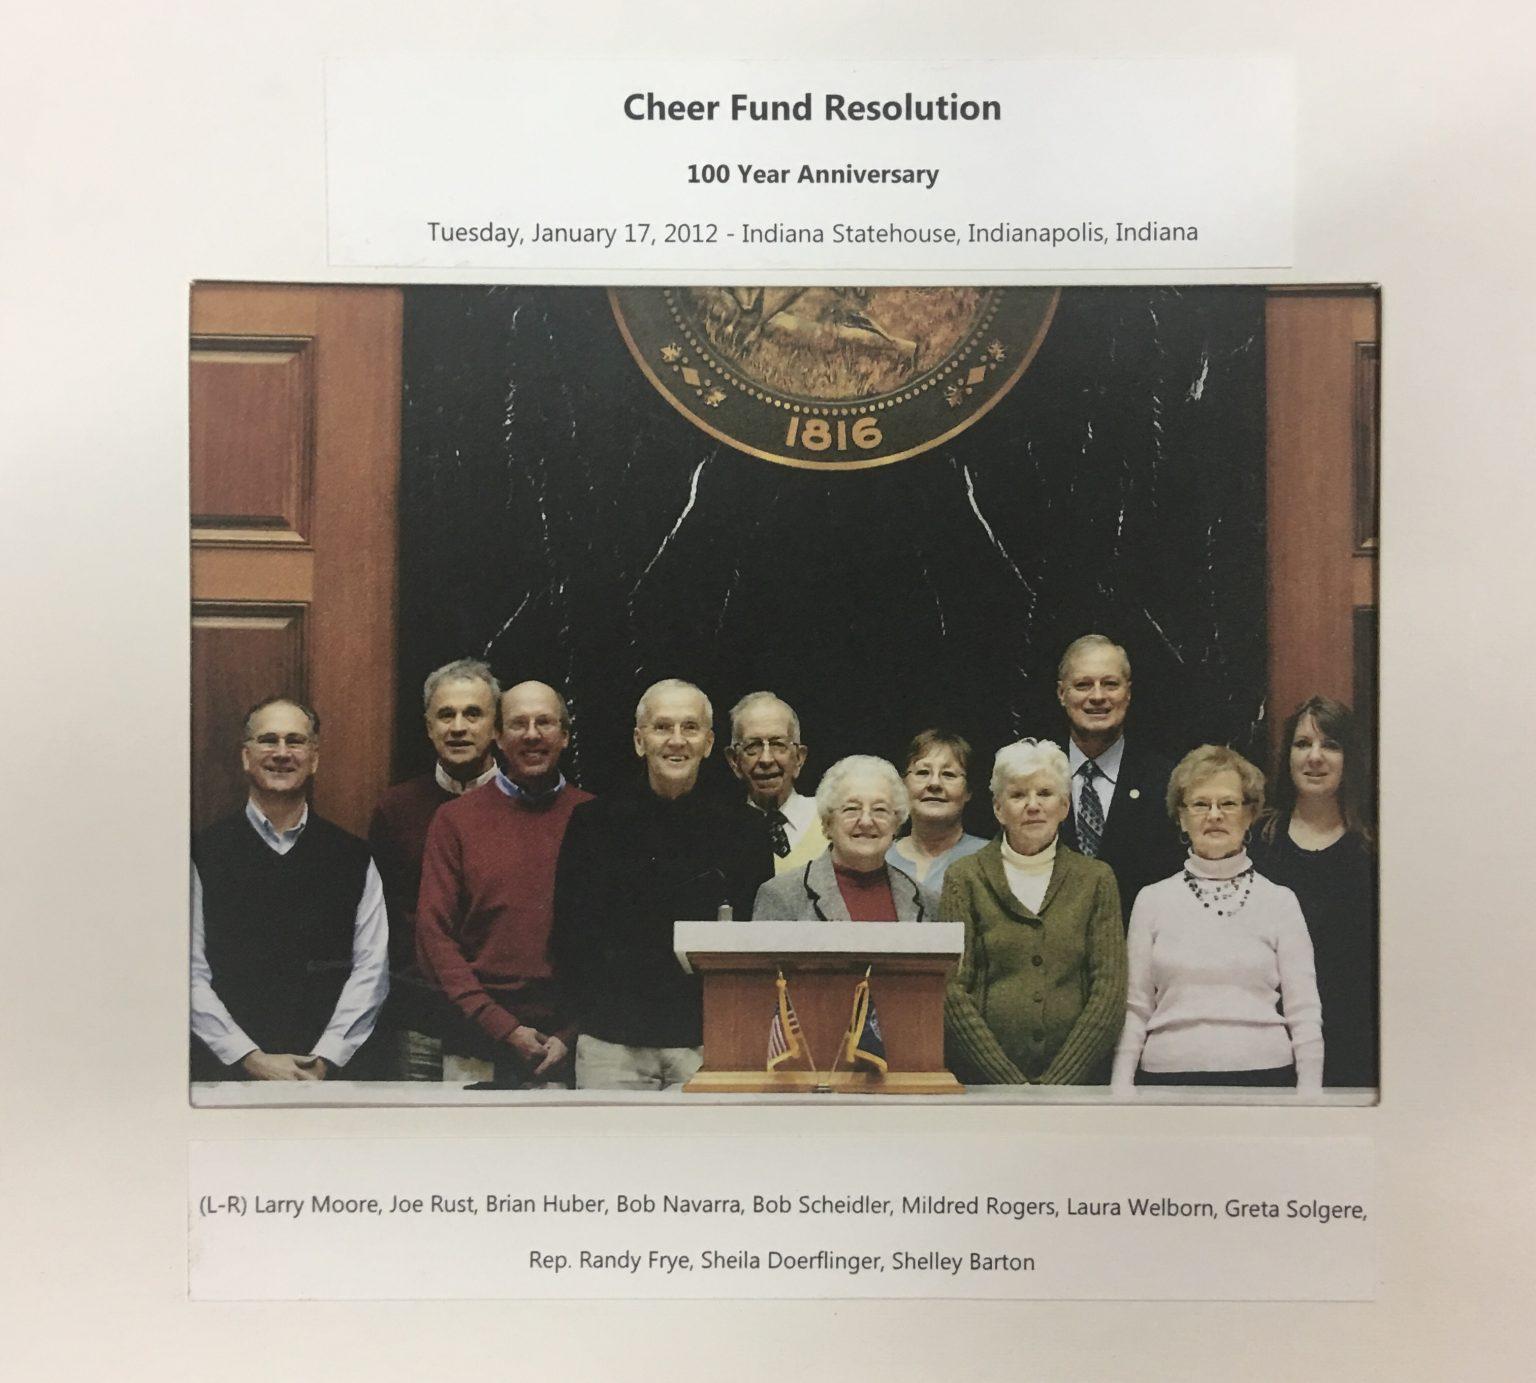 Cheer Fund Resolution
100 Year Anniversary
Tuesday, January 17, 2012 - Indiana Statehouse, Indianapolis, Indiana
1816
(L-R) Larry Moore, Joe Rust, Brian Huber, Bob Navarra, Bob Scheidler, Mildred Rogers, Laura Welborn, Greta Solgere,
Rep. Randy Frye, Sheila Doerflinger, Shelley Barton